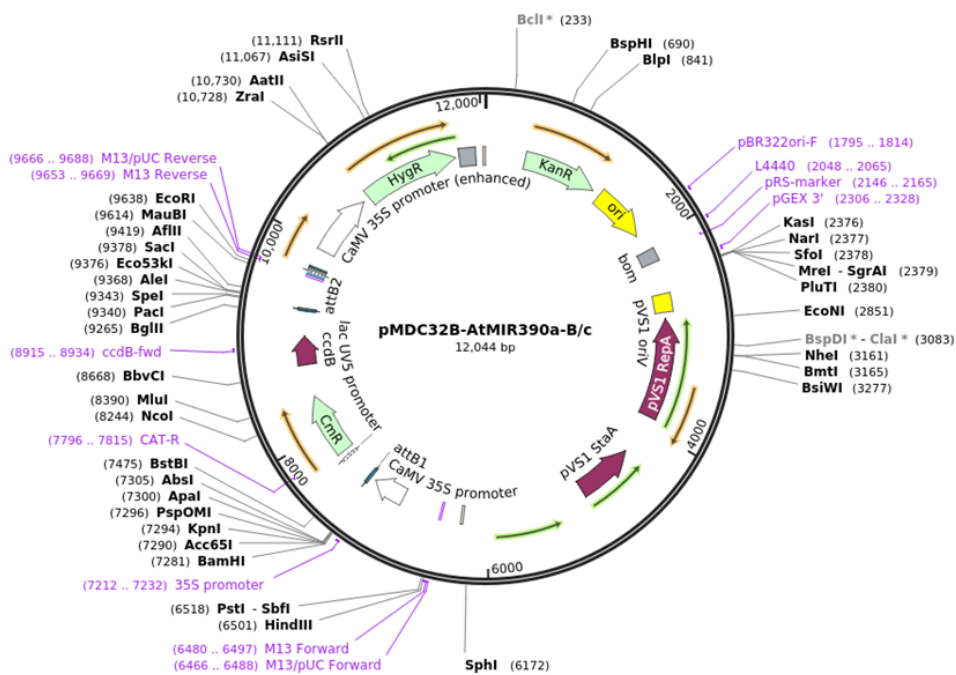 BclI * (233)
BspHI (690)
BlpI (841)
pBR322ori-F (1795 .. 1814)
L4440 (2048 .. 2065)
pRS-marker (2146 .. 2165)
pGEX 3' (2306 .. 2328)
KasI (2376)
NarI (2377)
SfoI (2378)
MreI - SgrAI (2379)
PluTI (2380)
EcoNI (2851)
BspDI * - ClaI * (3083)
NheI (3161)
BmtI (3165)
BsiWI (3277)
SphI (6172)
(11,111) RsrII
(11,067) AsiSI
(10,730) AatII
(10,728) ZraI
(9666 .. 9688) M13/pUC Reverse
(9653 .. 9669) M13 Reverse
(9638) EcoRI
(9614) MauBI
(9419) AflII
(9378) SacI
(9376) Eco53kI
(9368) AleI
(9343) SpeI
(9340) PacI
(9265) BglII
(8915 .. 8934) ccdB-fwd
(8668) BbvCI
(8390) MluI
(8244) NcoI
(7796 .. 7815) CAT-R
(7475) BstBI
(7305) AbsI
(7300) ApaI
(7296) PspOMI
(7294) KpnI
(7290) Acc65I
(7281) BamHI
(7212 .. 7232) 35S promoter
(6518) PstI - SbfI
(6501) HindIII
(6480 .. 6497) M13 Forward
(6466 .. 6488) M13/pUC Forward
12,000
2000
4000
6000
8000
10,000
KanR
ori
bom
pVS1 oriV
pVS1 RepA
pVS1 StaA
CaMV 35S promoter
attB1
lac UV5 promoter
CmR
ccdB
attB2
CaMV 35S promoter (enhanced)
HygR
pMDC32B-AtMIR390a-B/c
12,044 bp